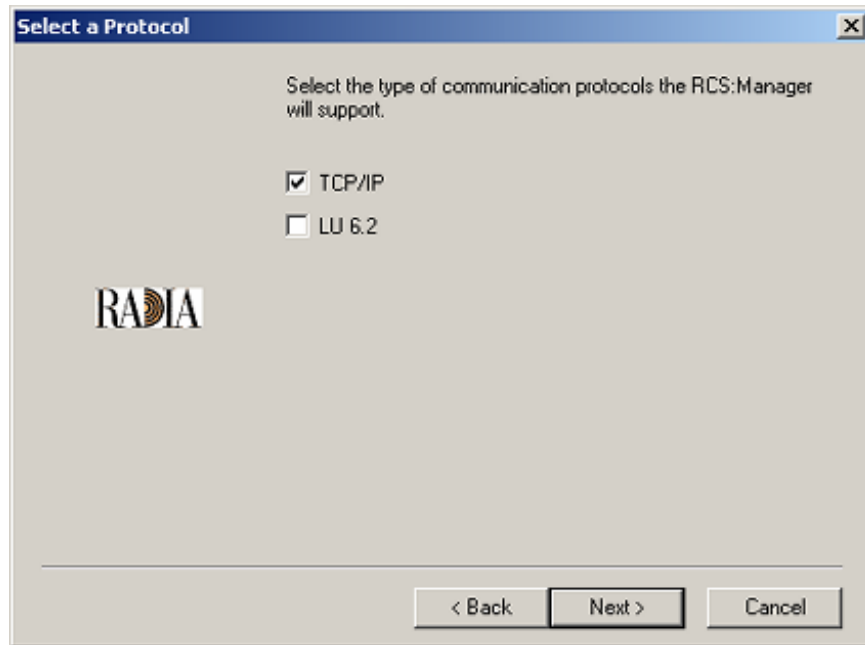 Select a Protocol
Select the type of communication protocols the RCS:Manager
will support.
TCP/IP
LU 6.2
RADIA
< Back
Next >
Cancel